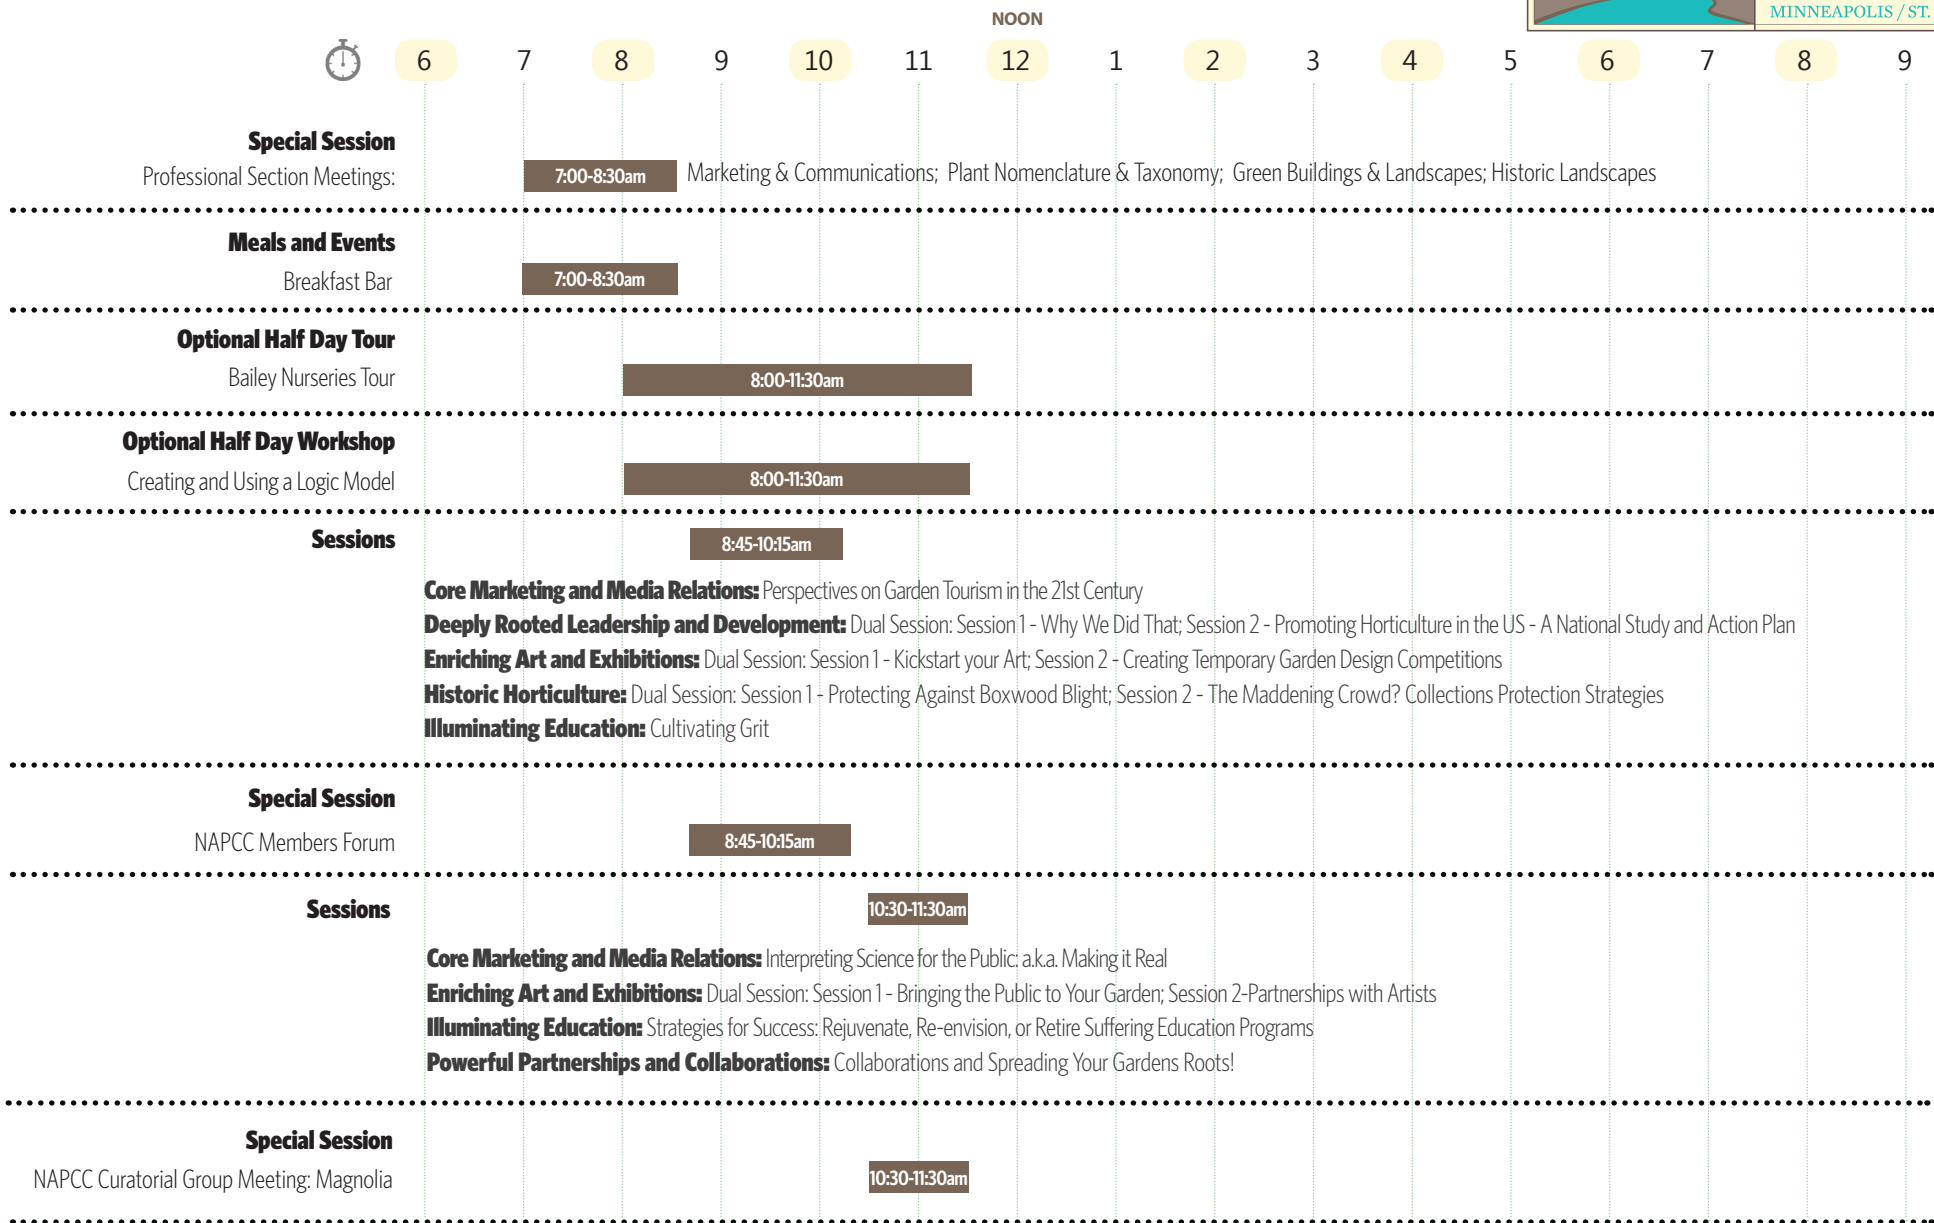 MINNEAPOLIS / ST.
NOON
6 7 8 9 10 11 12 1 2 3 4 5 6 7 8 9
Special Session
Professional Section Meetings: 7:00-8:30am Marketing & Communications; Plant Nomenclature & Taxonomy; Green Buildings & Landscapes; Historic Landscapes
Meals and Events
Breakfast Bar 7:00-8:30am
Optional Half Day Tour
Bailey Nurseries Tour 8:00-11:30am
Optional Half Day Workshop
Creating and Using a Logic Model 8:00-11:30am
Sessions 8:45-10:15am
Core Marketing and Media Relations: Perspectives on Garden Tourism in the 21st Century
Deeply Rooted Leadership and Development: Dual Session: Session 1 - Why We Did That; Session 2 - Promoting Horticulture in the US - A National Study and Action Plan
Enriching Art and Exhibitions: Dual Session: Session 1 - Kickstart your Art; Session 2 - Creating Temporary Garden Design Competitions
Historic Horticulture: Dual Session: Session 1 - Protecting Against Boxwood Blight; Session 2 - The Maddening Crowd? Collections Protection Strategies
Illuminating Education: Cultivating Grit
Special Session
NAPCC Members Forum 8:45-10:15am
Sessions 10:30-11:30am
Core Marketing and Media Relations: Interpreting Science for the Public: a.k.a. Making it Real
Enriching Art and Exhibitions: Dual Session: Session 1 - Bringing the Public to Your Garden; Session 2-Partnerships with Artists
Illuminating Education: Strategies for Success: Rejuvenate, Re-envision, or Retire Suffering Education Programs
Powerful Partnerships and Collaborations: Collaborations and Spreading Your Gardens Roots!
Special Session
NAPCC Curatorial Group Meeting: Magnolia 10:30-11:30am